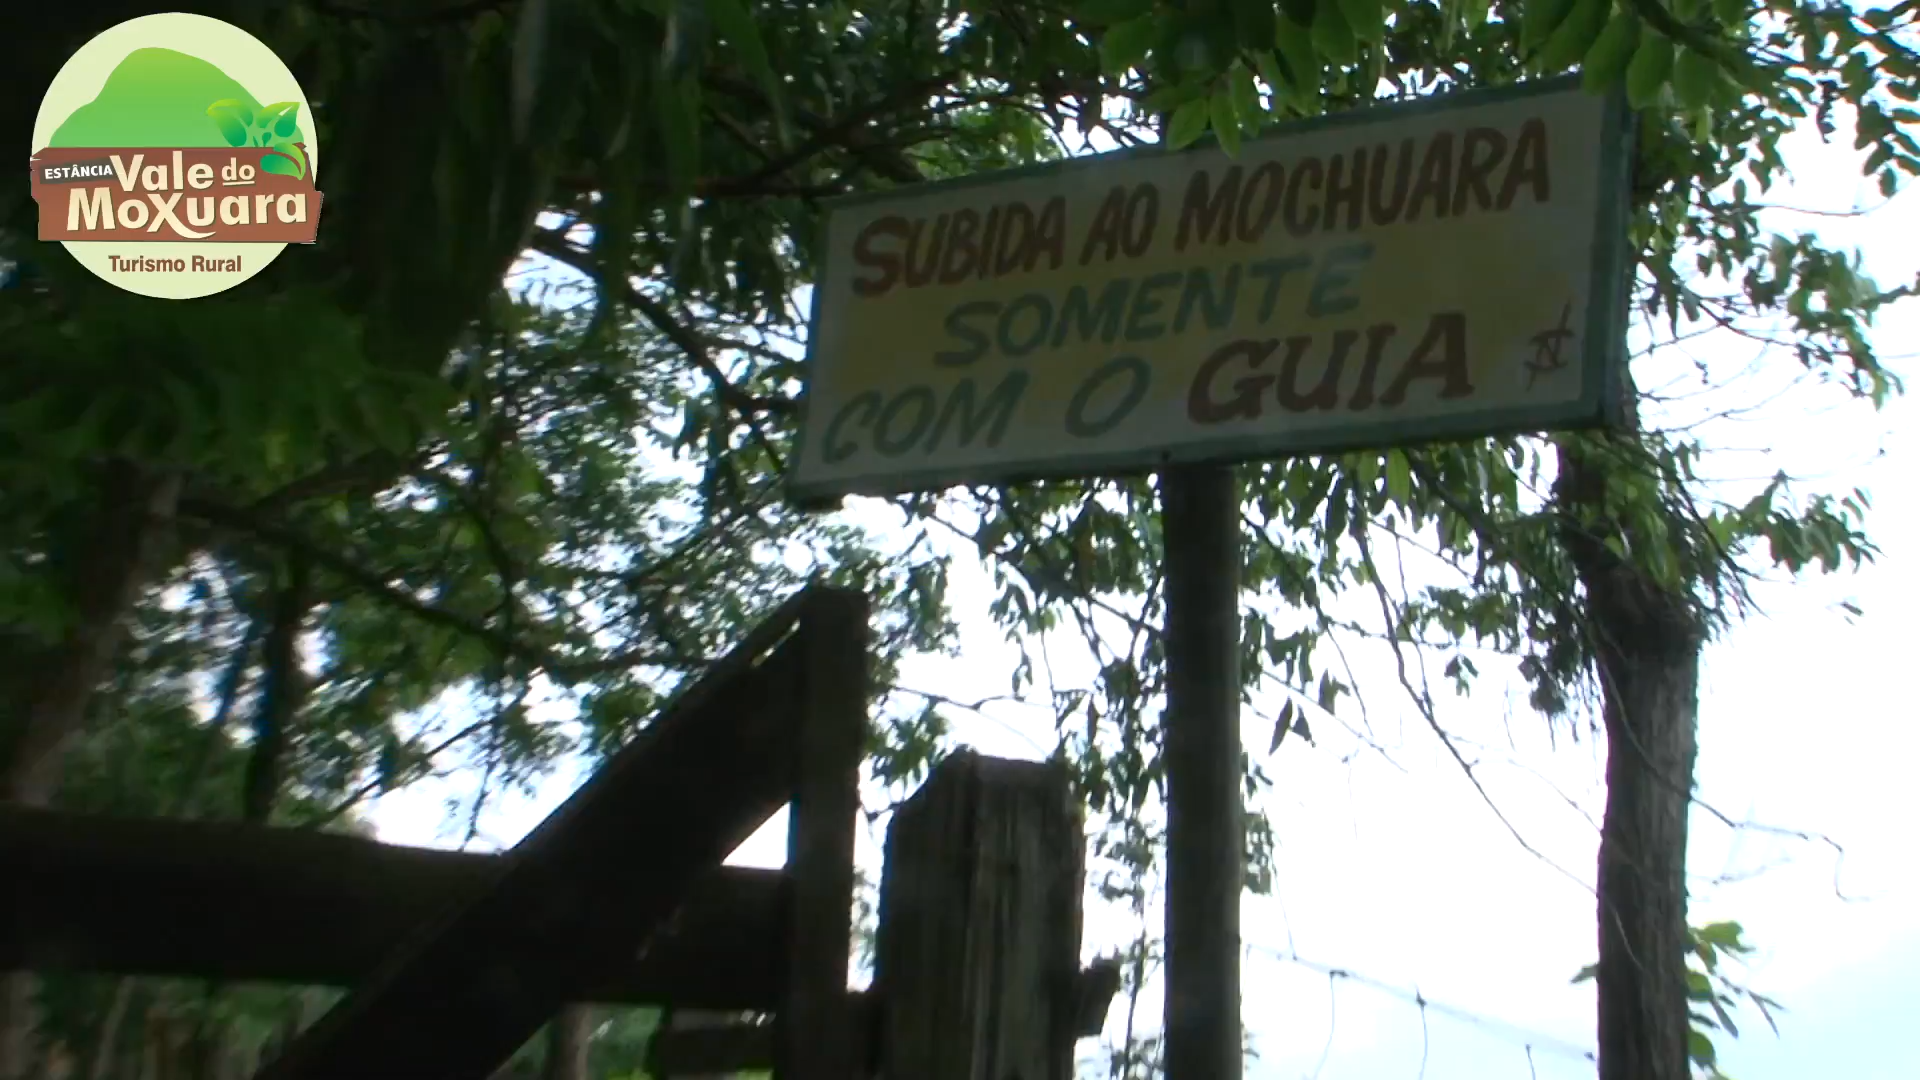 ESTÂNCIA Vale do
MoXuara
Turismo Rural
SUBIDA AO MOCHUARA
SOMENTE
COM O GUIA